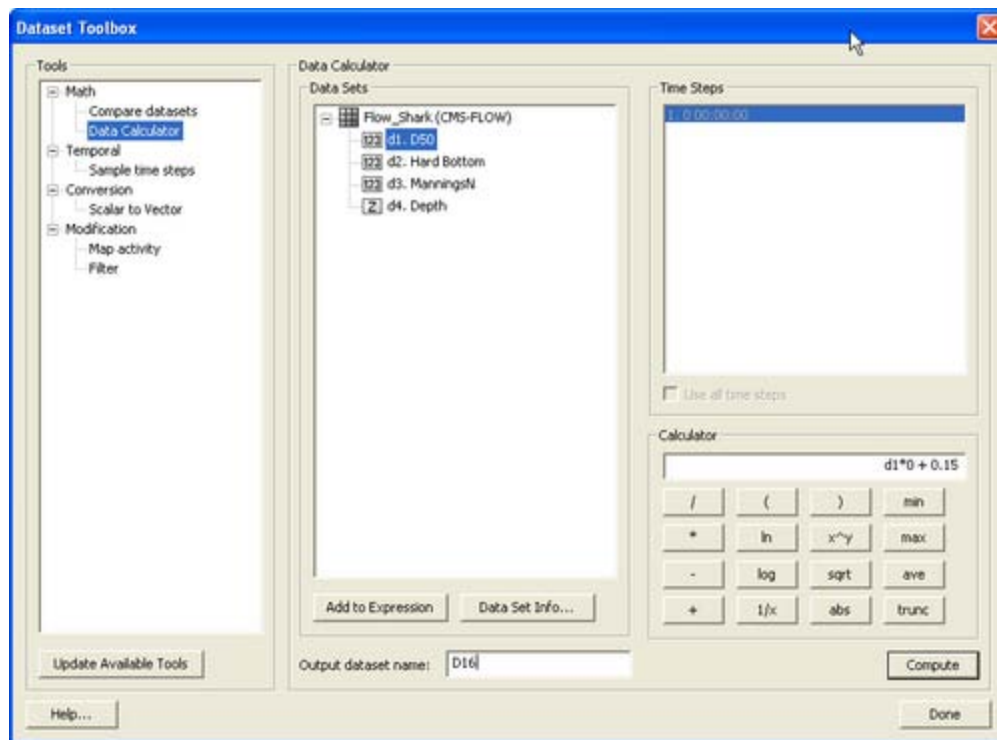 Dataset Toolbox
Tools
Math
Compare datasets
Data Calculator
Temporal
Sample time steps
Conversion
Scalar to Vector
Modification
Map activity
Filter
Update Available Tools
Help...
Data Calculator
Data Sets
Flow_Shark (CMS-FLOW)
123 d1. D50
123 d2. Hard Bottom
123 d3. ManningsN
Z d4. Depth
Add to Expression
Data Set Info...
Output dataset name: D16
Time Steps
1. 0 00:00:00
Use all time steps
Calculator
d1*0 + 0.15
/ ( ) min
* ln x^y max
- log sqrt ave
+ 1/x abs trunc
Compute
Done